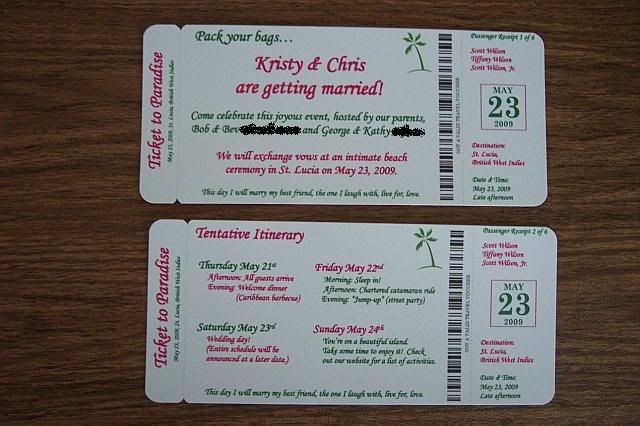 Ticket to Paradise
May 23, 2009, St. Lucia, British West Indies
Pack your bags...
Kristy & Chris
are getting married!
Come celebrate this joyous event, hosted by our parents,
Bob & Bev and George & Kathy
We will exchange vows at an intimate beach
ceremony in St. Lucia on May 23, 2009.
This day I will marry my best friend, the one I laugh with, live for, love.
NOT A VALID TRAVEL VOUCHER
Passenger Receipt 1 of 6
Scott Wilson
Tiffany Wilson
Scott Wilson, Jr.
MAY
23
2009
Destination:
St. Lucia,
British West Indies
Date & Time:
May 23, 2009
Late afternoon
Ticket to Paradise
May 23, 2009, St. Lucia, British West Indies
Tentative Itinerary
Thursday May 21st
Afternoon: All guests arrive
Evening: Welcome dinner
(Caribbean barbecue)
Friday May 22nd
Morning: Sleep in!
Afternoon: Chartered catamaran ride
Evening: "Jump-up" (street party)
Saturday May 23rd
Wedding day!
(Entire schedule will be
announced at a later date.)
Sunday May 24th
You're on a beautiful island.
Take some time to enjoy it! Check
out our website for a list of activities.
This day I will marry my best friend, the one I laugh with, live for, love.
NOT A VALID TRAVEL VOUCHER
Passenger Receipt 2 of 6
Scott Wilson
Tiffany Wilson
Scott Wilson, Jr.
MAY
23
2009
Destination:
St. Lucia,
British West Indies
Date & Time:
May 23, 2009
Late afternoon